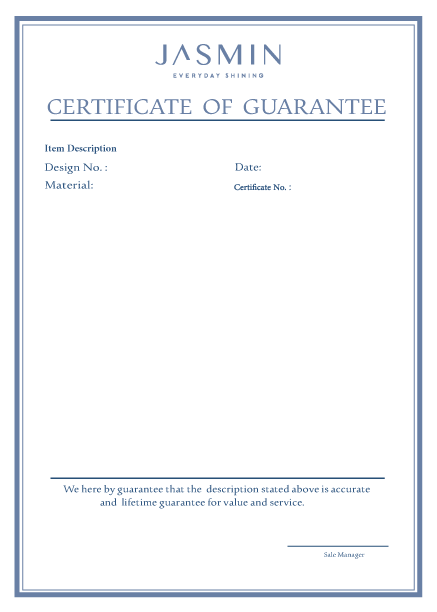 JASMIN
EVERYDAY SHINING
CERTIFICATE OF GUARANTEE
Item Description
Design No. :
Date:
Material:
Certificate No. :
We here by guarantee that the description stated above is accurate
and lifetime guarantee for value and service.
Sale Manager